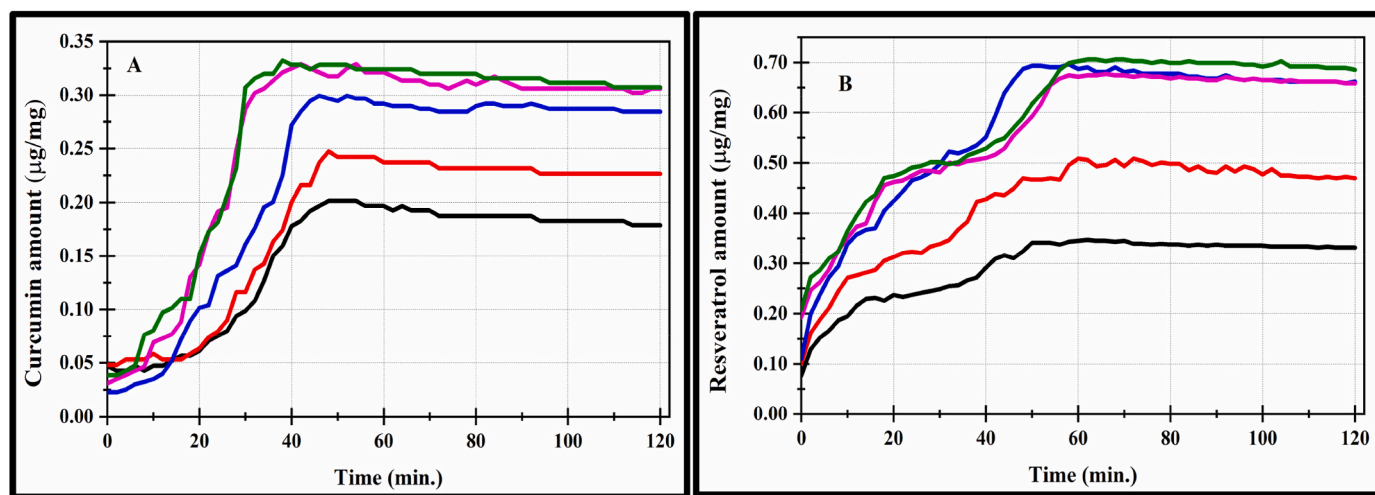 A
Curcumin amount (µg/mg)
0.35
0.30
0.25
0.20
0.15
0.10
0.05
0.00
0 20 40 60 80 100 120
Time (min.)
B
Resveratrol amount (µg/mg)
0.70
0.60
0.50
0.40
0.30
0.20
0.10
0.00
0 20 40 60 80 100 120
Time (min.)